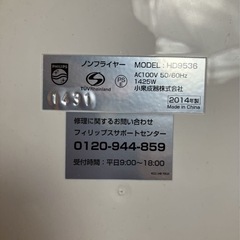 ノンフライヤー MODEL: HD9536
AC100V 50/60Hz
1425W
小泉成器株式会社
2014年製
Made in China
PHILIPS
TÜVRheinland
PS
E
1431
修理に関するお問い合わせ
フィリップスサポートセンター
0120-944-859
受付時間：平日9:00～18:00